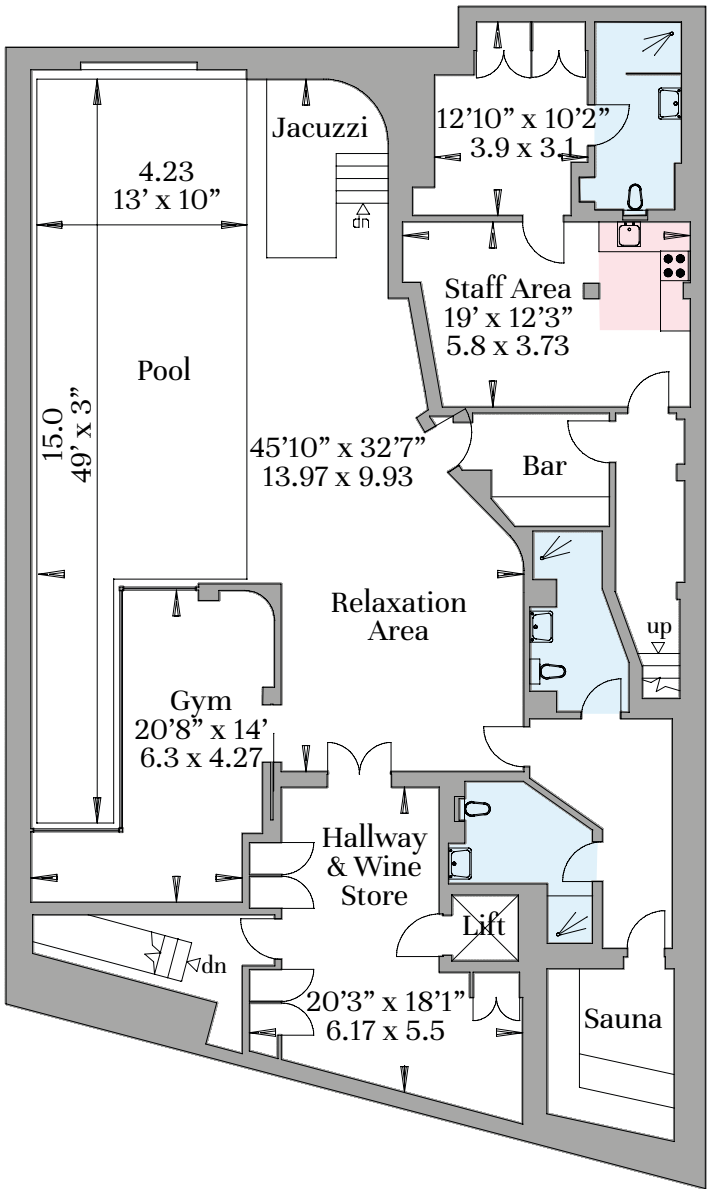 Jacuzzi
dn
12'10” x 10'2”
3.9 x 3.1
4.23
13’ x 10”
Staff Area
19’ x 12’3”
5.8 x 3.73
Pool
15.0
49’ x 3”
45'10” x 32'7”
13.97 x 9.93
Bar
Relaxation
Area
up
Gym
20'8” x 14'
6.3 x 4.27
Hallway
& Wine
Store
Lift
dn
20'3” x 18'1”
6.17 x 5.5
Sauna